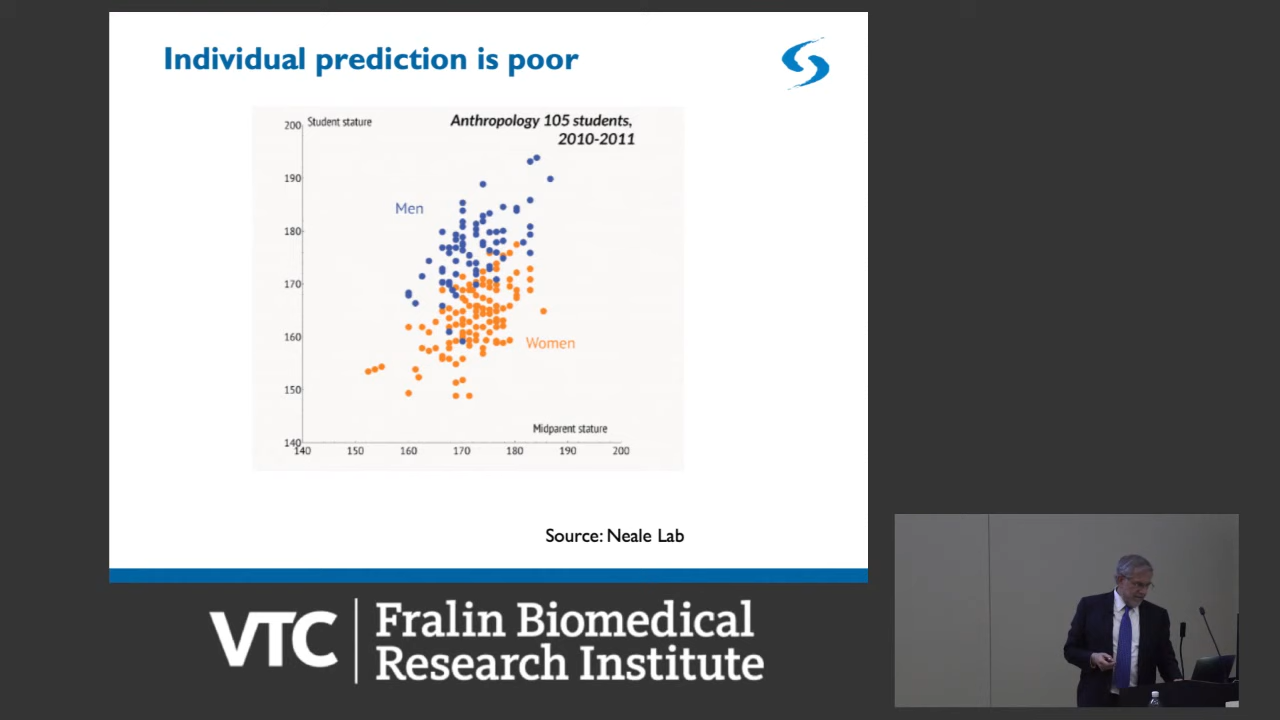 Individual prediction is poor
Student stature
Anthropology 105 students,
2010-2011
200
190
180
170
160
150
140
Men
Women
Midparent stature
140
150
160
170
180
190
200
Source: Neale Lab
VTC
Fralin Biomedical
Research Institute